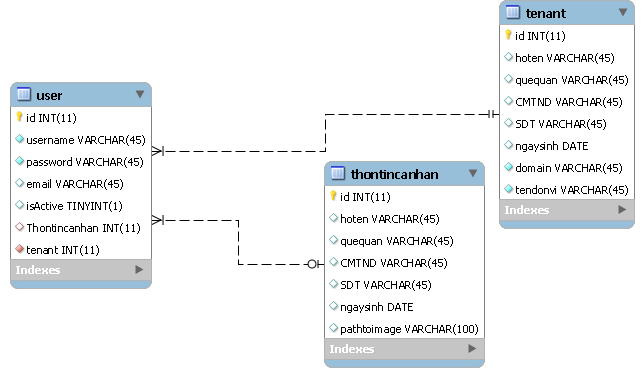 user
id INT(11)
username VARCHAR(45)
password VARCHAR(45)
email VARCHAR(45)
isActive TINYINT(1)
Thontincanhan INT(11)
tenant INT(11)
Indexes
thontincanhan
id INT(11)
hoten VARCHAR(45)
quequan VARCHAR(45)
CMTND VARCHAR(45)
SDT VARCHAR(45)
ngaysinh DATE
pathtoimage VARCHAR(100)
Indexes
tenant
id INT(11)
hoten VARCHAR(45)
quequan VARCHAR(45)
CMTND VARCHAR(45)
SDT VARCHAR(45)
ngaysinh DATE
domain VARCHAR(45)
tendonvi VARCHAR(45)
Indexes